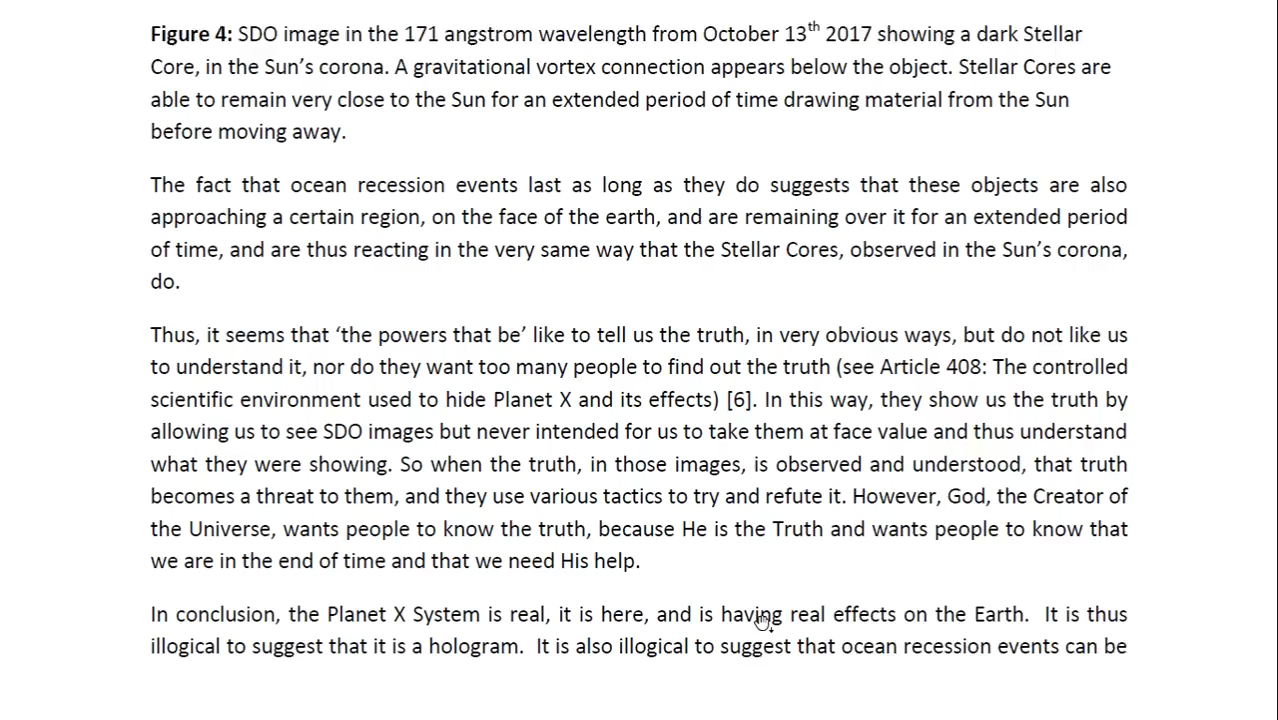 Figure 4: SDO image in the 171 angstrom wavelength from October 13th 2017 showing a dark Stellar
Core, in the Sun’s corona. A gravitational vortex connection appears below the object. Stellar Cores are
able to remain very close to the Sun for an extended period of time drawing material from the Sun
before moving away.
The fact that ocean recession events last as long as they do suggests that these objects are also
approaching a certain region, on the face of the earth, and are remaining over it for an extended period
of time, and are thus reacting in the very same way that the Stellar Cores, observed in the Sun’s corona,
do.
Thus, it seems that ‘the powers that be’ like to tell us the truth, in very obvious ways, but do not like us
to understand it, nor do they want too many people to find out the truth (see Article 408: The controlled
scientific environment used to hide Planet X and its effects) [6]. In this way, they show us the truth by
allowing us to see SDO images but never intended for us to take them at face value and thus understand
what they were showing. So when the truth, in those images, is observed and understood, that truth
becomes a threat to them, and they use various tactics to try and refute it. However, God, the Creator of
the Universe, wants people to know the truth, because He is the Truth and wants people to know that
we are in the end of time and that we need His help.
In conclusion, the Planet X System is real, it is here, and is having real effects on the Earth.  It is thus
illogical to suggest that it is a hologram.  It is also illogical to suggest that ocean recession events can be